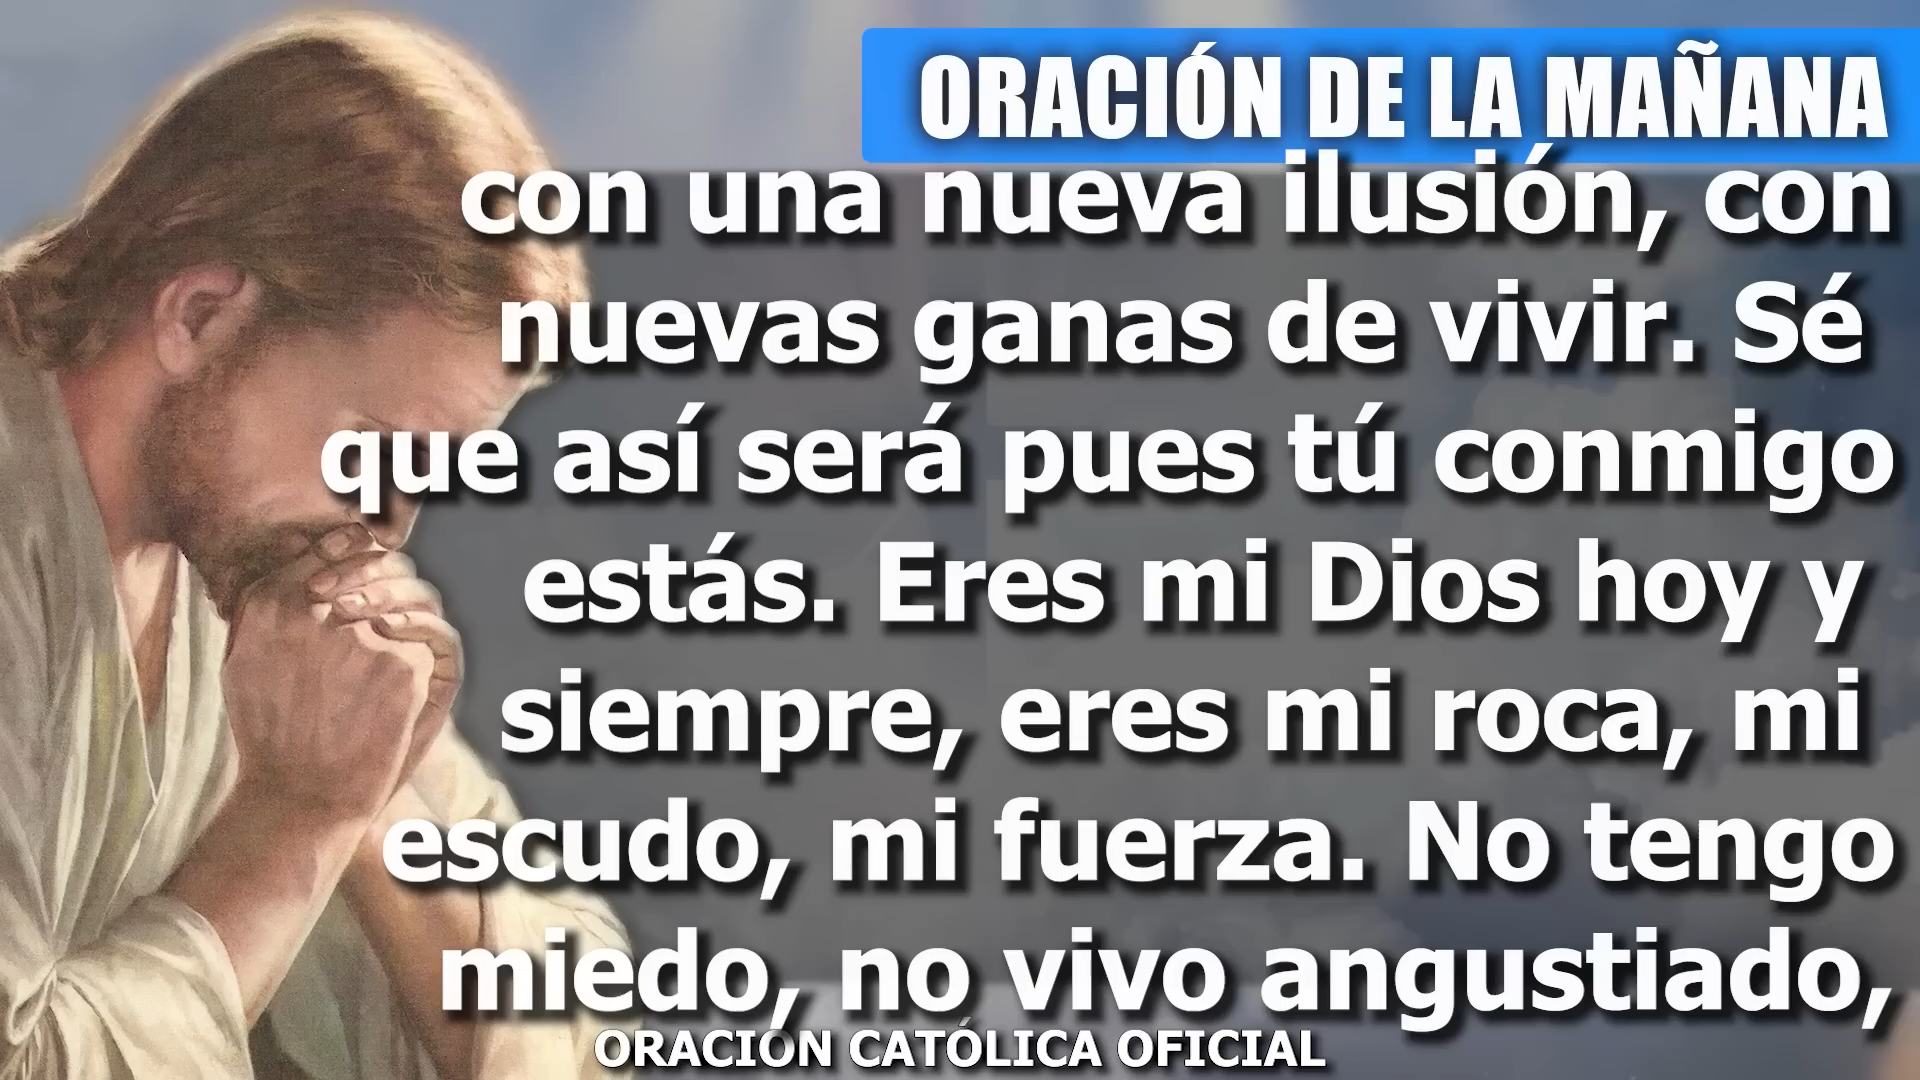 ORACIÓN DE LA MAÑANA
con una nueva ilusión, con
nuevas ganas de vivir. Sé
que así será pues tú conmigo
estás. Eres mi Dios hoy y
siempre, eres mi roca, mi
escudo, mi fuerza. No tengo
miedo, no vivo angustiado,
ORACIÓN CATÓLICA OFICIAL